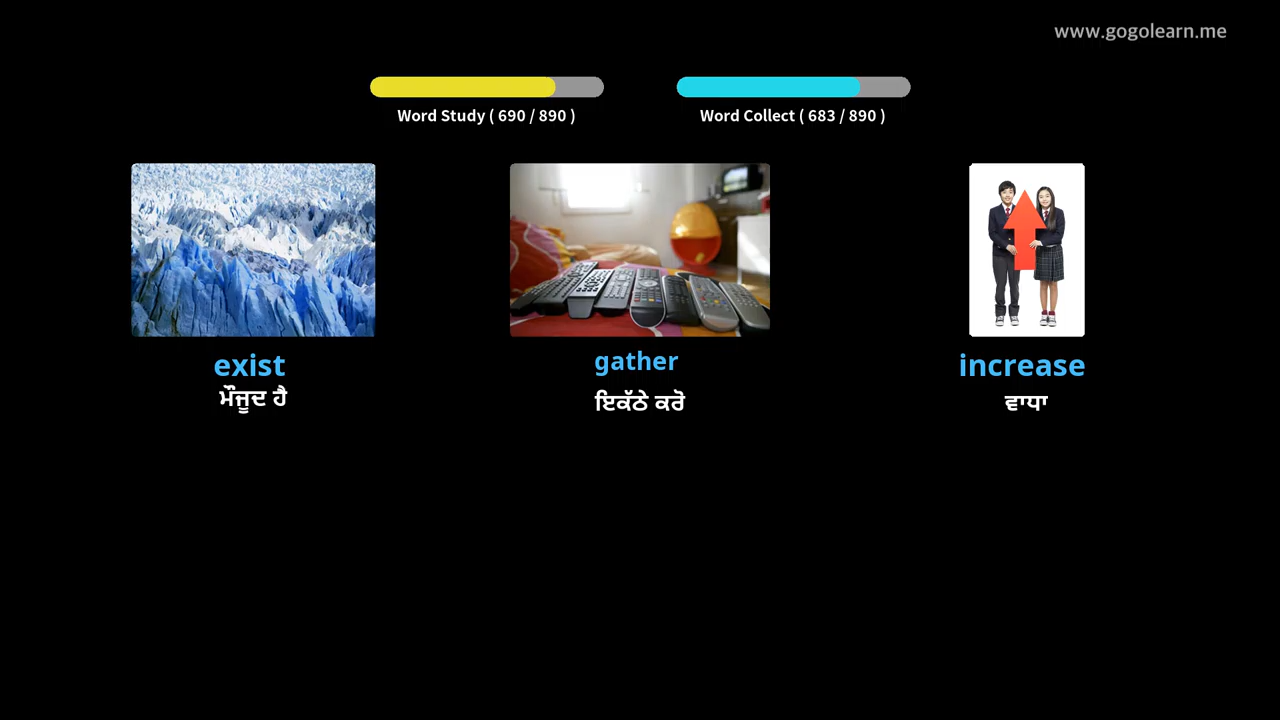 www.gogolearn.me
Word Study ( 690 / 890 )
Word Collect ( 683 / 890 )
exist
ਮੌਜੂਦ ਹੈ
gather
ਇਕੱਠੇ ਕਰੋ
increase
ਵਾਧਾ